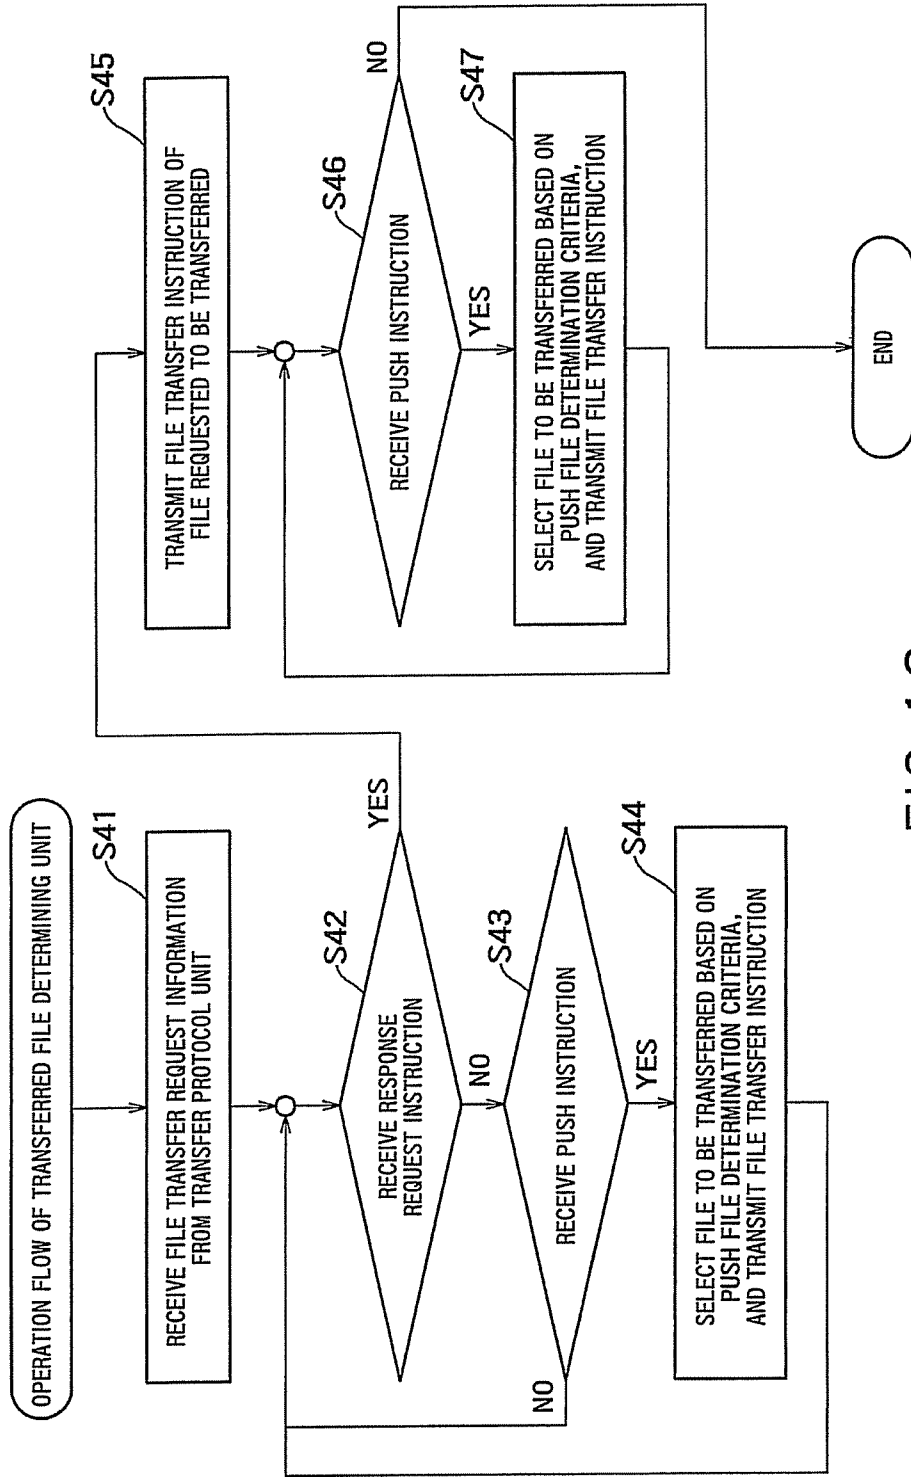 OPERATION FLOW OF TRANSFERRED FILE DETERMINING UNIT
S41
RECEIVE FILE TRANSFER REQUEST INFORMATION
FROM TRANSFER PROTOCOL UNIT
S42
RECEIVE RESPONSE
REQUEST INSTRUCTION
YES
NO
S43
RECEIVE PUSH INSTRUCTION
NO
YES
S44
SELECT FILE TO BE TRANSFERRED BASED ON
PUSH FILE DETERMINATION CRITERIA,
AND TRANSMIT FILE TRANSFER INSTRUCTION
S45
TRANSMIT FILE TRANSFER INSTRUCTION OF
FILE REQUESTED TO BE TRANSFERRED
S46
RECEIVE PUSH INSTRUCTION
NO
YES
S47
SELECT FILE TO BE TRANSFERRED BASED ON
PUSH FILE DETERMINATION CRITERIA,
AND TRANSMIT FILE TRANSFER INSTRUCTION
END